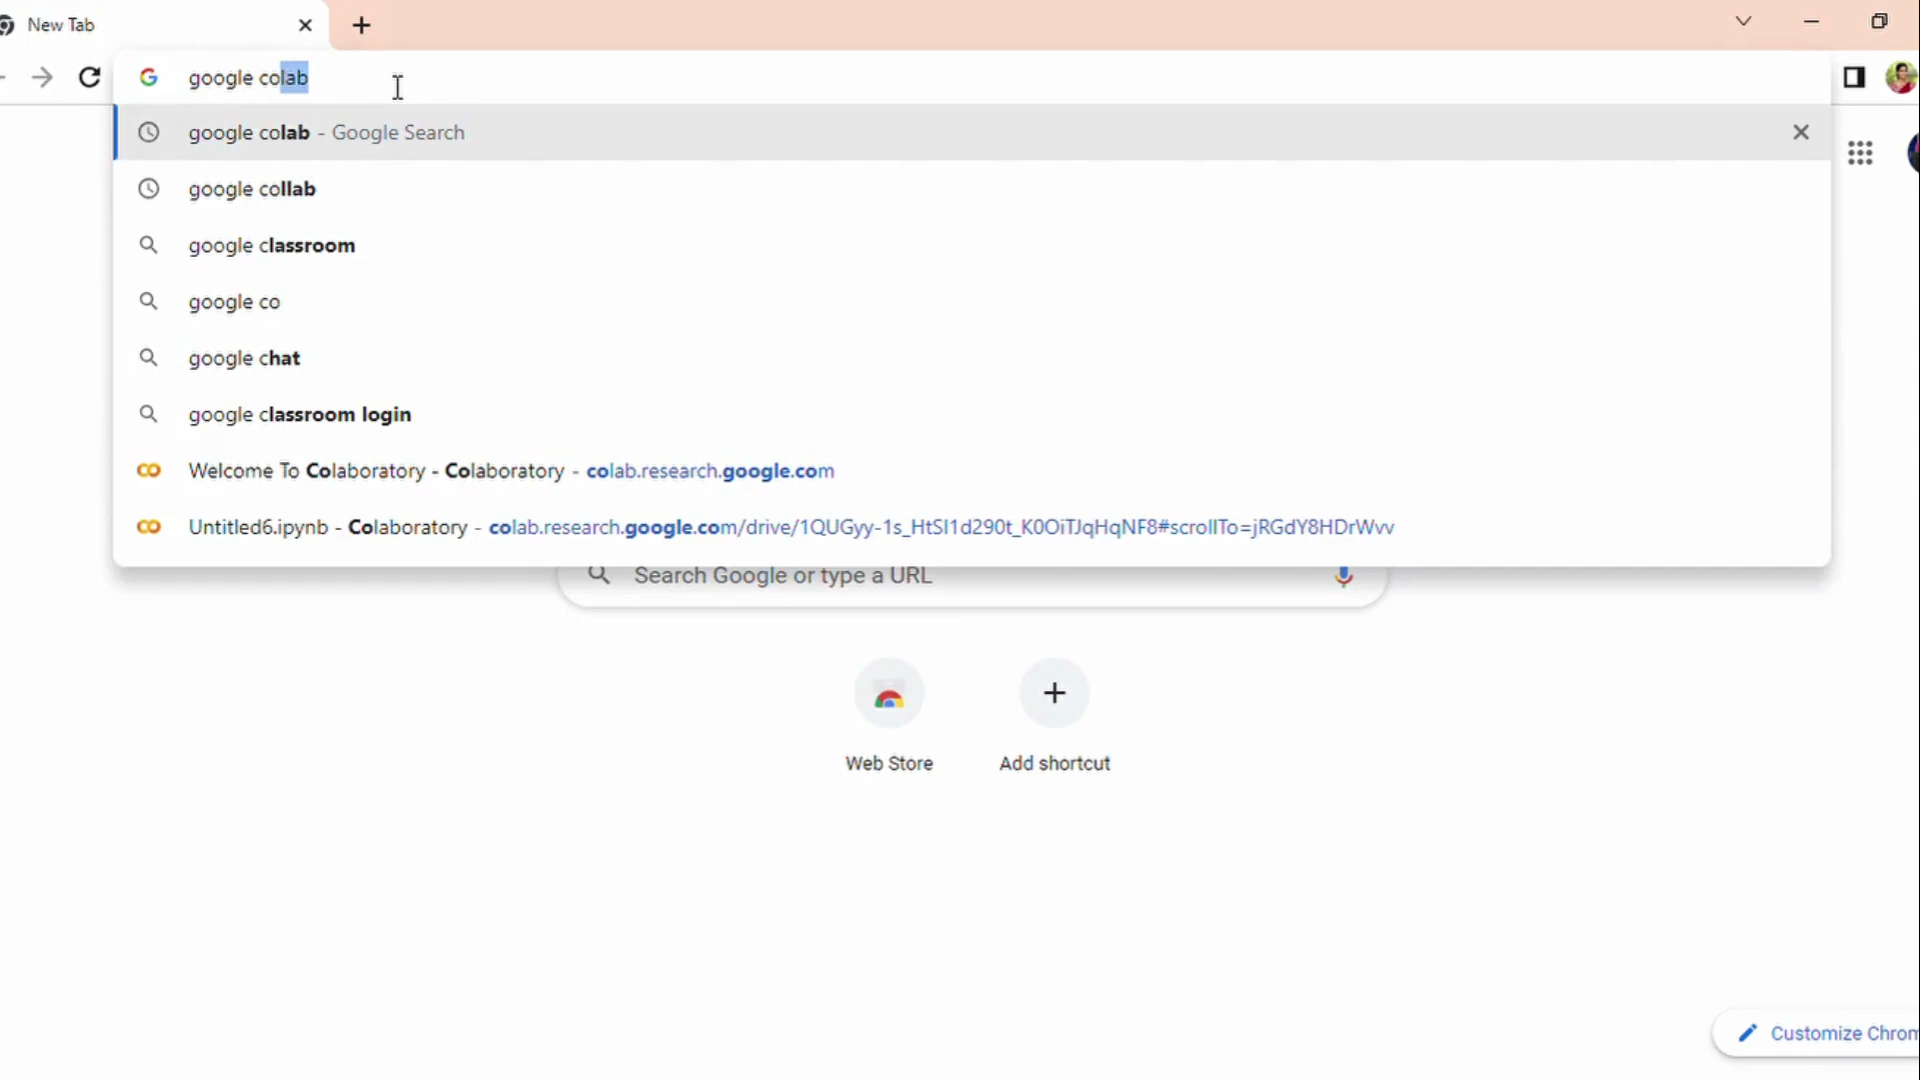 New Tab
google colab
google colab - Google Search
google collab
google classroom
google co
google chat
google classroom login
Welcome To Colaboratory - Colaboratory - colab.research.google.com
Untitled6.ipynb - Colaboratory - colab.research.google.com/drive/1QUGyy-1s_HtSI1d290t_K0OiTJqHqNF8#scrollTo=jRGdY8HDrWvv
Search Google or type a URL
Web Store
Add shortcut
Customize Chrom